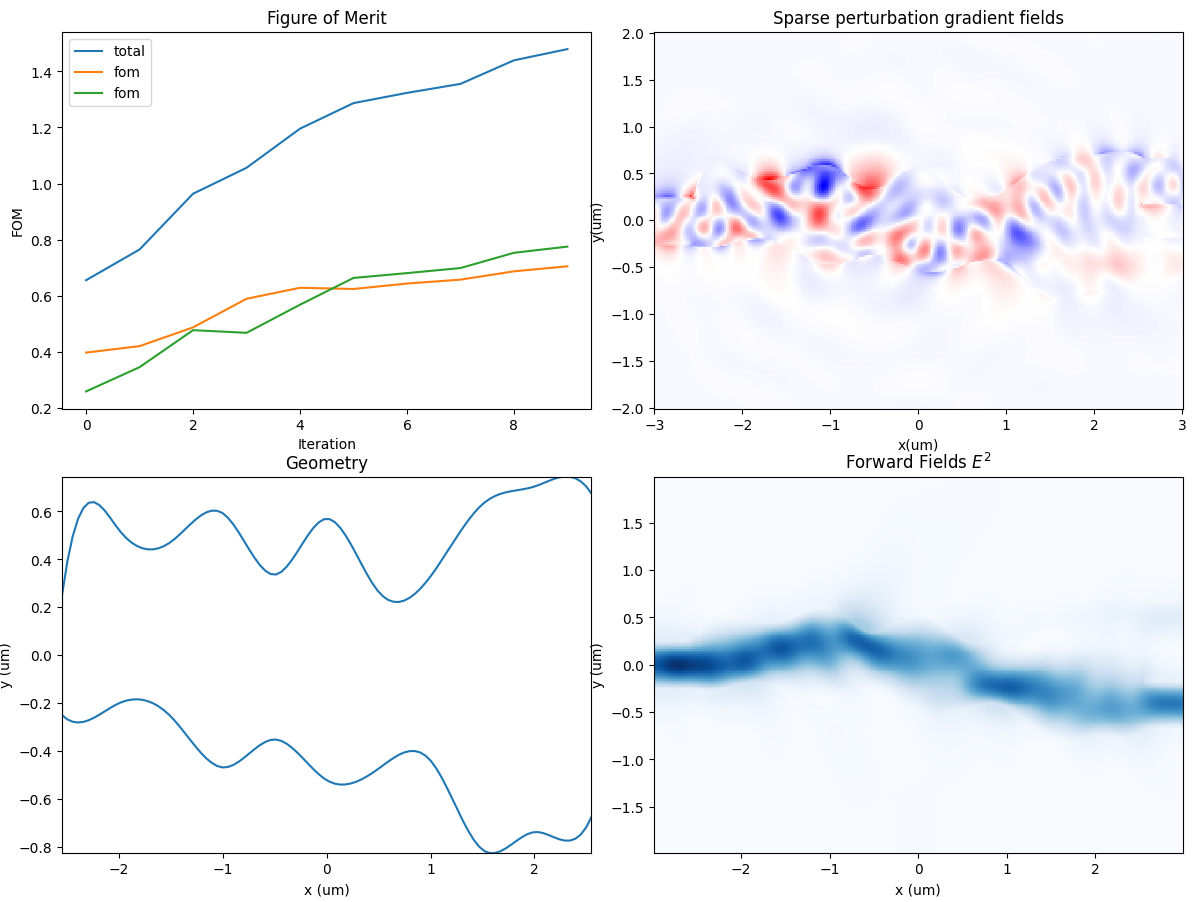 Figure of Merit
total
fom
fom
FOM
1.4
1.2
1.0
0.8
0.6
0.4
0.2
0 2 4 6 8
Iteration
Sparse perturbation gradient fields
y(um)
2.0
1.5
1.0
0.5
0.0
−0.5
−1.0
−1.5
−2.0
−3 −2 −1 0 1 2 3
x(um)
Geometry
y (um)
0.6
0.4
0.2
0.0
−0.2
−0.4
−0.6
−0.8
−2 −1 0 1 2
x (um)
Forward Fields E²
y (um)
1.5
1.0
0.5
0.0
−0.5
−1.0
−1.5
−2 −1 0 1 2
x (um)